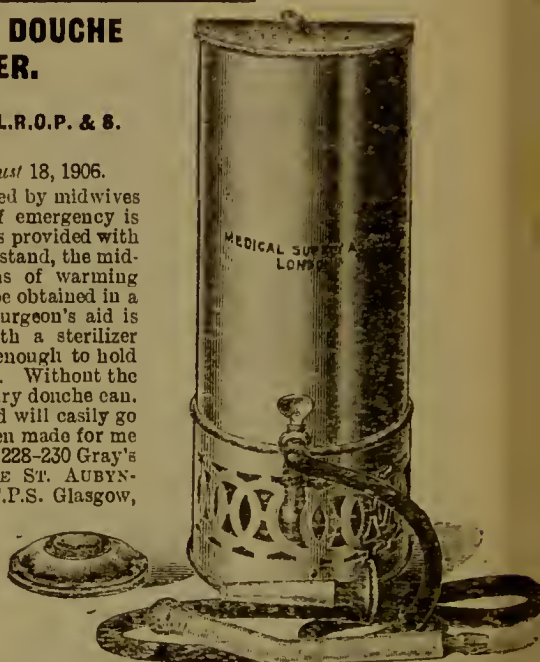 DOUCHE
ER.
L.R.O.P. & S.
ust 18, 1906.
ed by midwives
f emergency is
s provided with
stand, the mid-
ns of warming
be obtained in a
urgeon's aid is
th a sterilizer
enough to hold
. Without the
ry douche can.
d will easily go
en made for me
228-230 Gray's
E ST. AUBYN-
.P.S. Glasgow,
MEDICAL SUPPLY A
LONDON